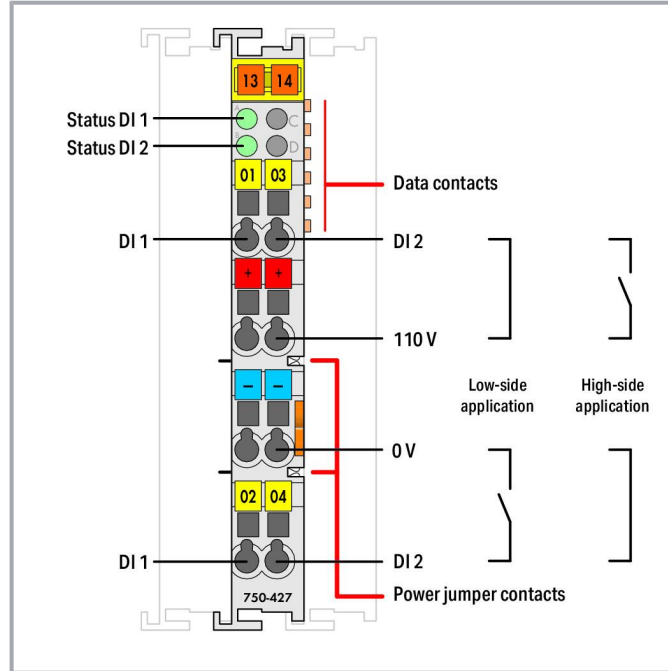 13 14
A C
Status DI 1
B D
Status DI 2
01 03
Data contacts
DI 1
DI 2
+ +
110 V
Low-side
application
High-side
application
− −
0 V
02 04
DI 1
DI 2
750-427
Power jumper contacts